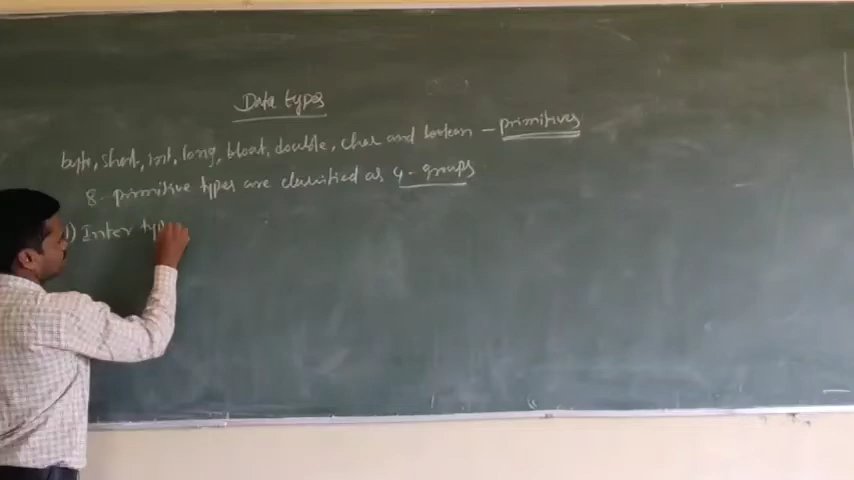 Data types
byte, short, int, long, float, double, char and boolean - primitives
8 - primitive types are classified as 4 - groups
1) Inter typ